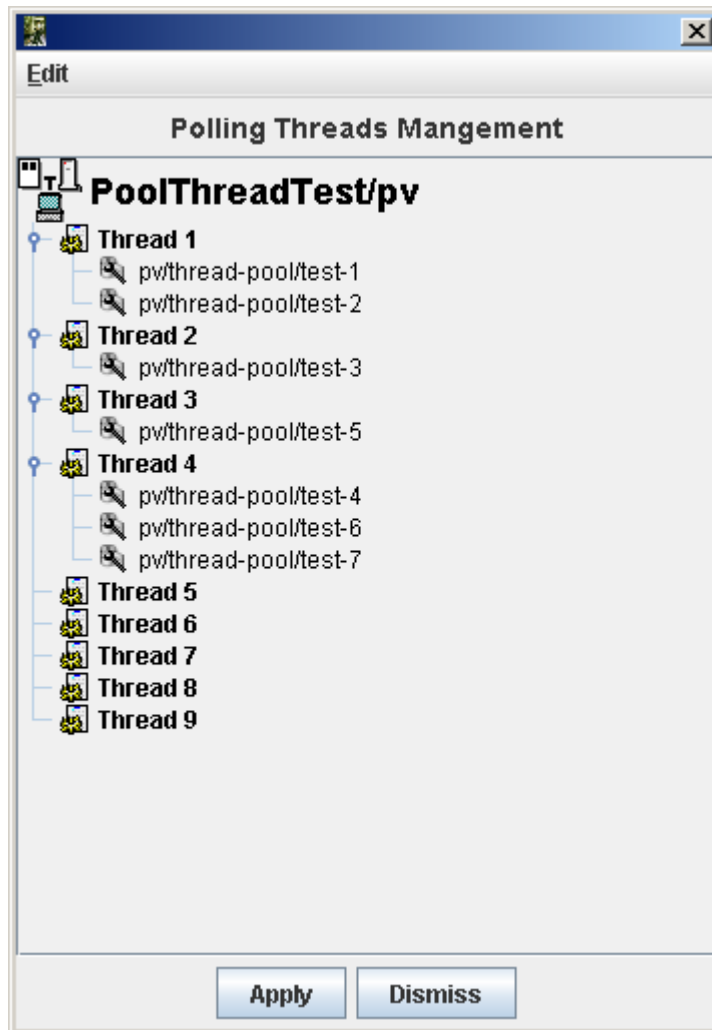 Edit
Polling Threads Mangement
PoolThreadTest/pv
Thread 1
pv/thread-pool/test-1
pv/thread-pool/test-2
Thread 2
pv/thread-pool/test-3
Thread 3
pv/thread-pool/test-5
Thread 4
pv/thread-pool/test-4
pv/thread-pool/test-6
pv/thread-pool/test-7
Thread 5
Thread 6
Thread 7
Thread 8
Thread 9
Apply Dismiss